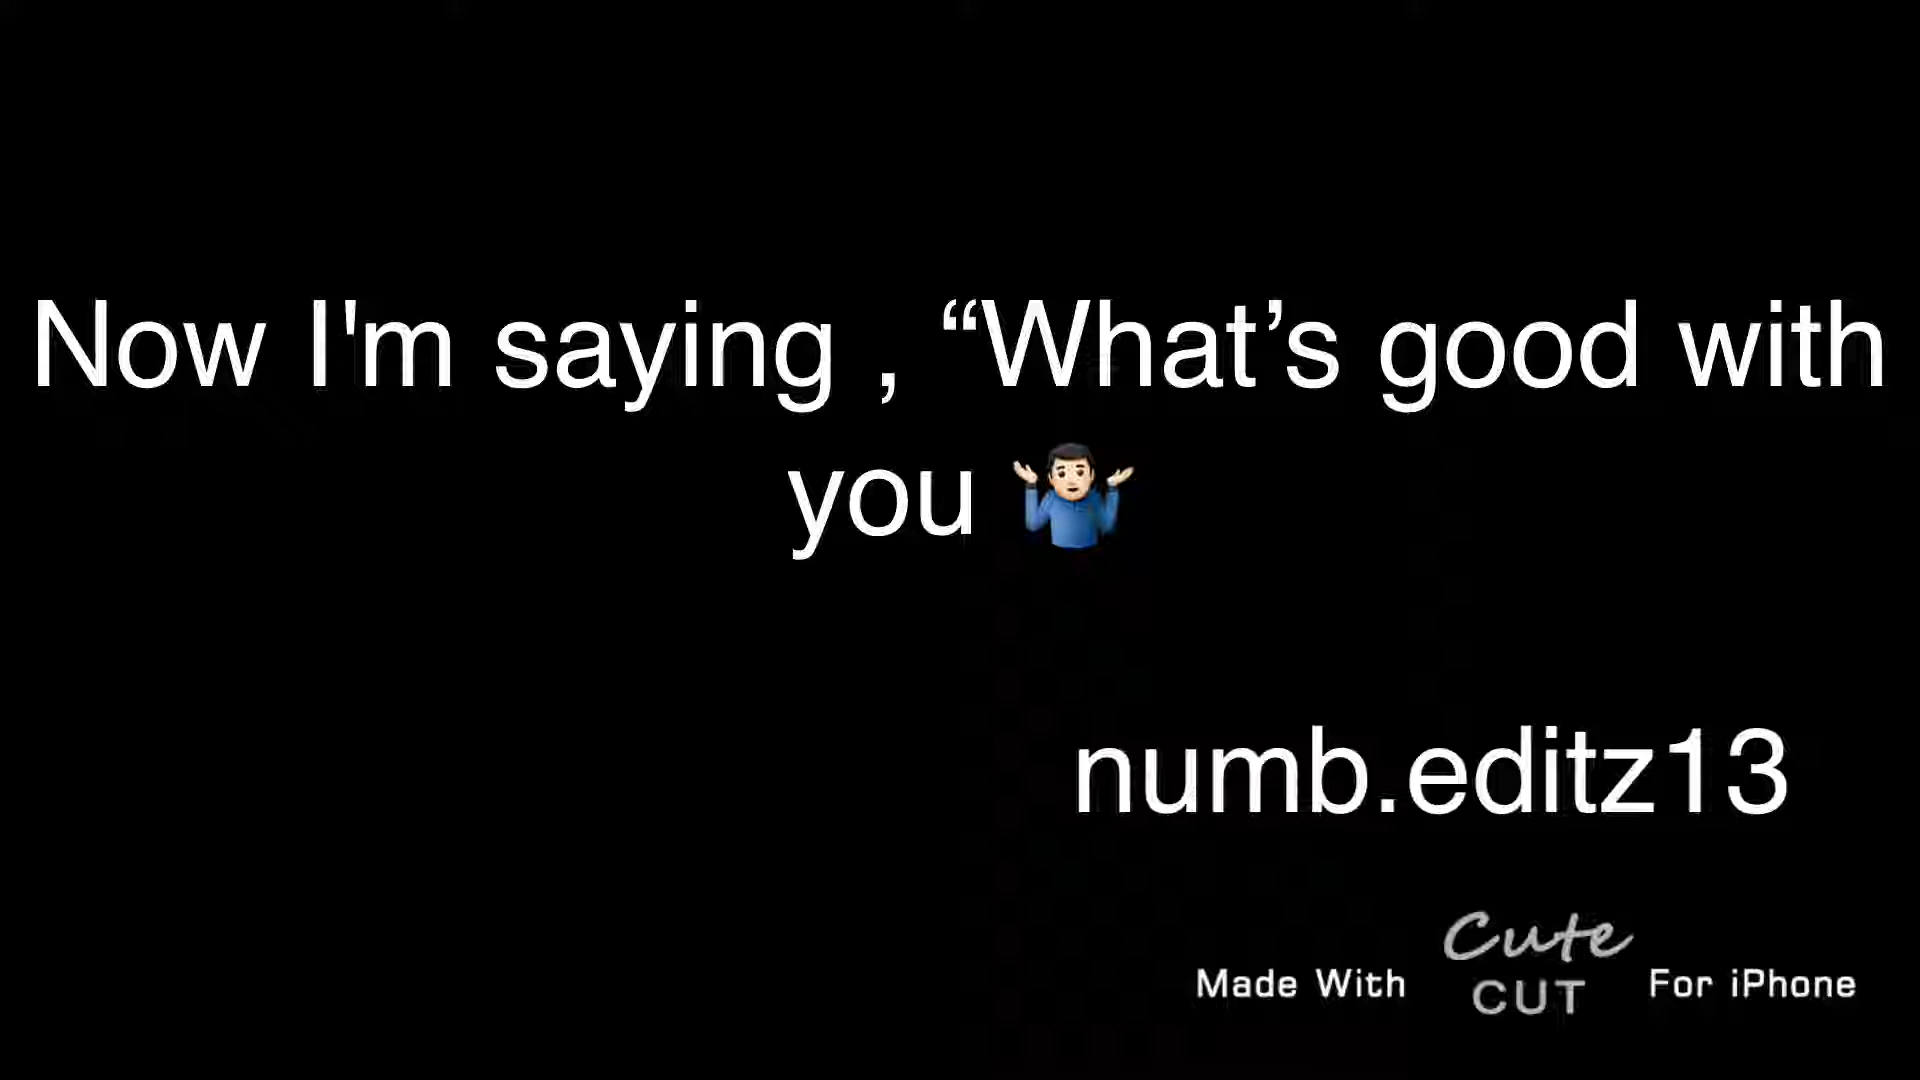 Now I'm saying , “What’s good with
you 🤷🏻‍♂️
numb.editz13
Made With Cute CUT For iPhone